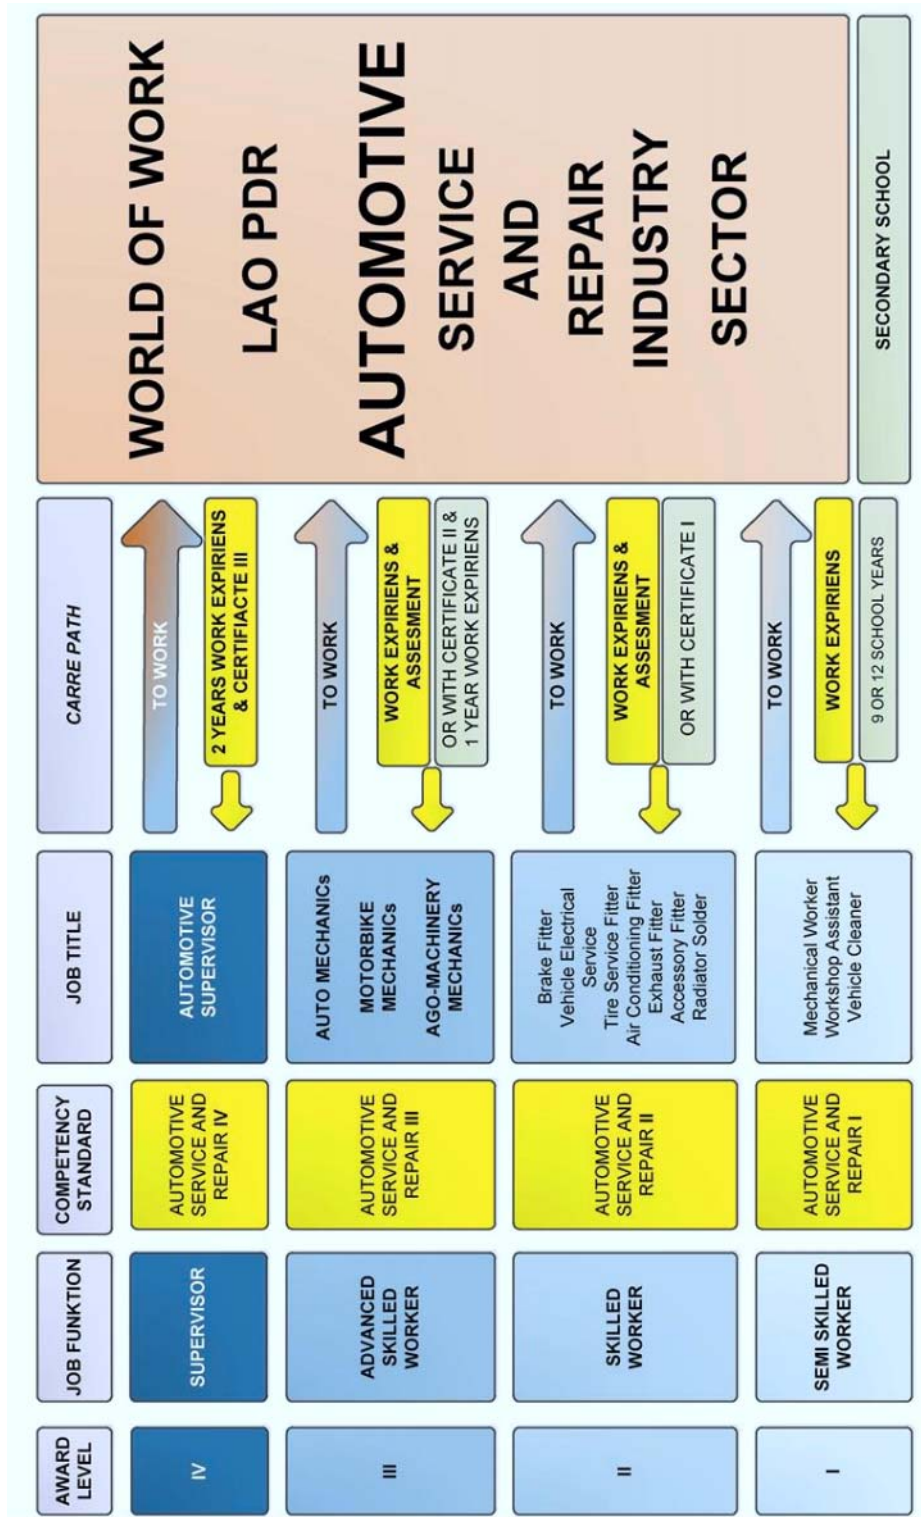 AWARD
LEVEL
JOB FUNKTION
COMPETENCY
STANDARD
JOB TITLE
CARRE PATH
IV
SUPERVISOR
AUTOMOTIVE
SERVICE AND
REPAIR IV
AUTOMOTIVE
SUPERVISOR
TO WORK
2 YEARS WORK EXPIRIENS
& CERTIFIACTE III
III
ADVANCED
SKILLED
WORKER
AUTOMOTIVE
SERVICE AND
REPAIR III
AUTO MECHANICs
MOTORBIKE
MECHANICs
AGO-MACHINERY
MECHANICs
TO WORK
WORK EXPIRIENS &
ASSESMENT
OR WITH CERTIFICATE II &
1 YEAR WORK EXPIRIENS
II
SKILLED
WORKER
AUTOMOTIVE
SERVICE AND
REPAIR II
Brake Fitter
Vehicle Electrical
Service
Tire Service Fitter
Air Conditioning Fitter
Exhaust Fitter
Accessory Fitter
Radiator Solder
TO WORK
WORK EXPIRIENS &
ASSESMENT
OR WITH CERTIFICATE I
I
SEMI SKILLED
WORKER
AUTOMOTIVE
SERVICE AND
REPAIR I
Mechanical Worker
Workshop Assistant
Vehicle Cleaner
TO WORK
WORK EXPIRIENS
9 OR 12 SCHOOL YEARS
WORLD OF WORK
LAO PDR
AUTOMOTIVE
SERVICE
AND
REPAIR
INDUSTRY
SECTOR
SECONDARY SCHOOL